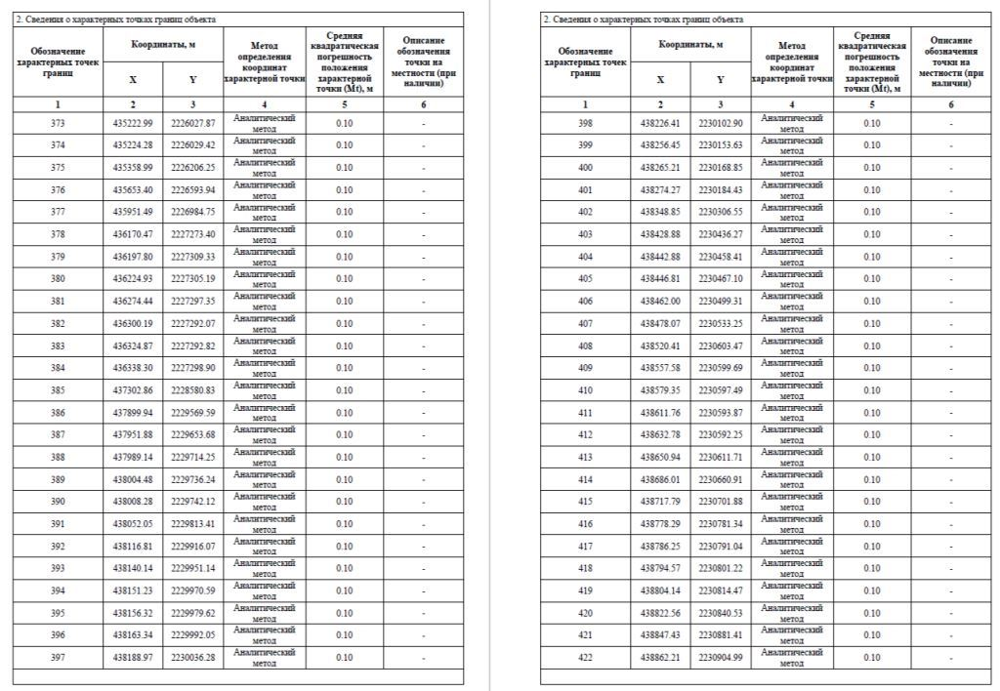 2. Сведения о характерных точках границ объекта
Обозначение характерных точек границ | Координаты, м | Метод определения координат характерной точки | Средняя квадратическая погрешность положения характерной точки (Mt), м | Описание обозначения точки на местности (при наличии)
X | Y
1 | 2 | 3 | 4 | 5 | 6
373 | 435222.99 | 2226027.87 | Аналитический метод | 0.10 | -
374 | 435224.28 | 2226029.42 | Аналитический метод | 0.10 | -
375 | 435358.99 | 2226206.25 | Аналитический метод | 0.10 | -
376 | 435653.40 | 2226593.94 | Аналитический метод | 0.10 | -
377 | 435951.49 | 2226984.75 | Аналитический метод | 0.10 | -
378 | 436170.47 | 2227273.40 | Аналитический метод | 0.10 | -
379 | 436197.80 | 2227309.33 | Аналитический метод | 0.10 | -
380 | 436224.93 | 2227305.19 | Аналитический метод | 0.10 | -
381 | 436274.44 | 2227297.35 | Аналитический метод | 0.10 | -
382 | 436300.19 | 2227292.07 | Аналитический метод | 0.10 | -
383 | 436324.87 | 2227292.82 | Аналитический метод | 0.10 | -
384 | 436338.30 | 2227298.90 | Аналитический метод | 0.10 | -
385 | 437302.86 | 2228580.83 | Аналитический метод | 0.10 | -
386 | 437899.94 | 2229569.59 | Аналитический метод | 0.10 | -
387 | 437951.88 | 2229653.68 | Аналитический метод | 0.10 | -
388 | 437989.14 | 2229714.25 | Аналитический метод | 0.10 | -
389 | 438004.48 | 2229736.24 | Аналитический метод | 0.10 | -
390 | 438008.28 | 2229742.12 | Аналитический метод | 0.10 | -
391 | 438052.05 | 2229813.41 | Аналитический метод | 0.10 | -
392 | 438116.81 | 2229916.07 | Аналитический метод | 0.10 | -
393 | 438140.14 | 2229951.14 | Аналитический метод | 0.10 | -
394 | 438151.23 | 2229970.59 | Аналитический метод | 0.10 | -
395 | 438156.32 | 2229979.62 | Аналитический метод | 0.10 | -
396 | 438163.34 | 2229992.05 | Аналитический метод | 0.10 | -
397 | 438188.97 | 2230036.28 | Аналитический метод | 0.10 | -
2. Сведения о характерных точках границ объекта
Обозначение характерных точек границ | Координаты, м | Метод определения координат характерной точки | Средняя квадратическая погрешность положения характерной точки (Mt), м | Описание обозначения точки на местности (при наличии)
X | Y
1 | 2 | 3 | 4 | 5 | 6
398 | 438226.41 | 2230102.90 | Аналитический метод | 0.10 | -
399 | 438256.45 | 2230153.63 | Аналитический метод | 0.10 | -
400 | 438265.21 | 2230168.85 | Аналитический метод | 0.10 | -
401 | 438274.27 | 2230184.43 | Аналитический метод | 0.10 | -
402 | 438348.85 | 2230306.55 | Аналитический метод | 0.10 | -
403 | 438428.88 | 2230436.27 | Аналитический метод | 0.10 | -
404 | 438442.88 | 2230458.41 | Аналитический метод | 0.10 | -
405 | 438446.81 | 2230467.10 | Аналитический метод | 0.10 | -
406 | 438462.00 | 2230499.31 | Аналитический метод | 0.10 | -
407 | 438478.07 | 2230533.25 | Аналитический метод | 0.10 | -
408 | 438520.41 | 2230603.47 | Аналитический метод | 0.10 | -
409 | 438557.58 | 2230599.69 | Аналитический метод | 0.10 | -
410 | 438579.35 | 2230597.49 | Аналитический метод | 0.10 | -
411 | 438611.76 | 2230593.87 | Аналитический метод | 0.10 | -
412 | 438632.78 | 2230592.25 | Аналитический метод | 0.10 | -
413 | 438650.94 | 2230611.71 | Аналитический метод | 0.10 | -
414 | 438686.01 | 2230660.91 | Аналитический метод | 0.10 | -
415 | 438717.79 | 2230701.88 | Аналитический метод | 0.10 | -
416 | 438778.29 | 2230781.34 | Аналитический метод | 0.10 | -
417 | 438786.25 | 2230791.04 | Аналитический метод | 0.10 | -
418 | 438794.57 | 2230801.22 | Аналитический метод | 0.10 | -
419 | 438804.14 | 2230814.47 | Аналитический метод | 0.10 | -
420 | 438822.56 | 2230840.53 | Аналитический метод | 0.10 | -
421 | 438847.43 | 2230881.41 | Аналитический метод | 0.10 | -
422 | 438862.21 | 2230904.99 | Аналитический метод | 0.10 | -